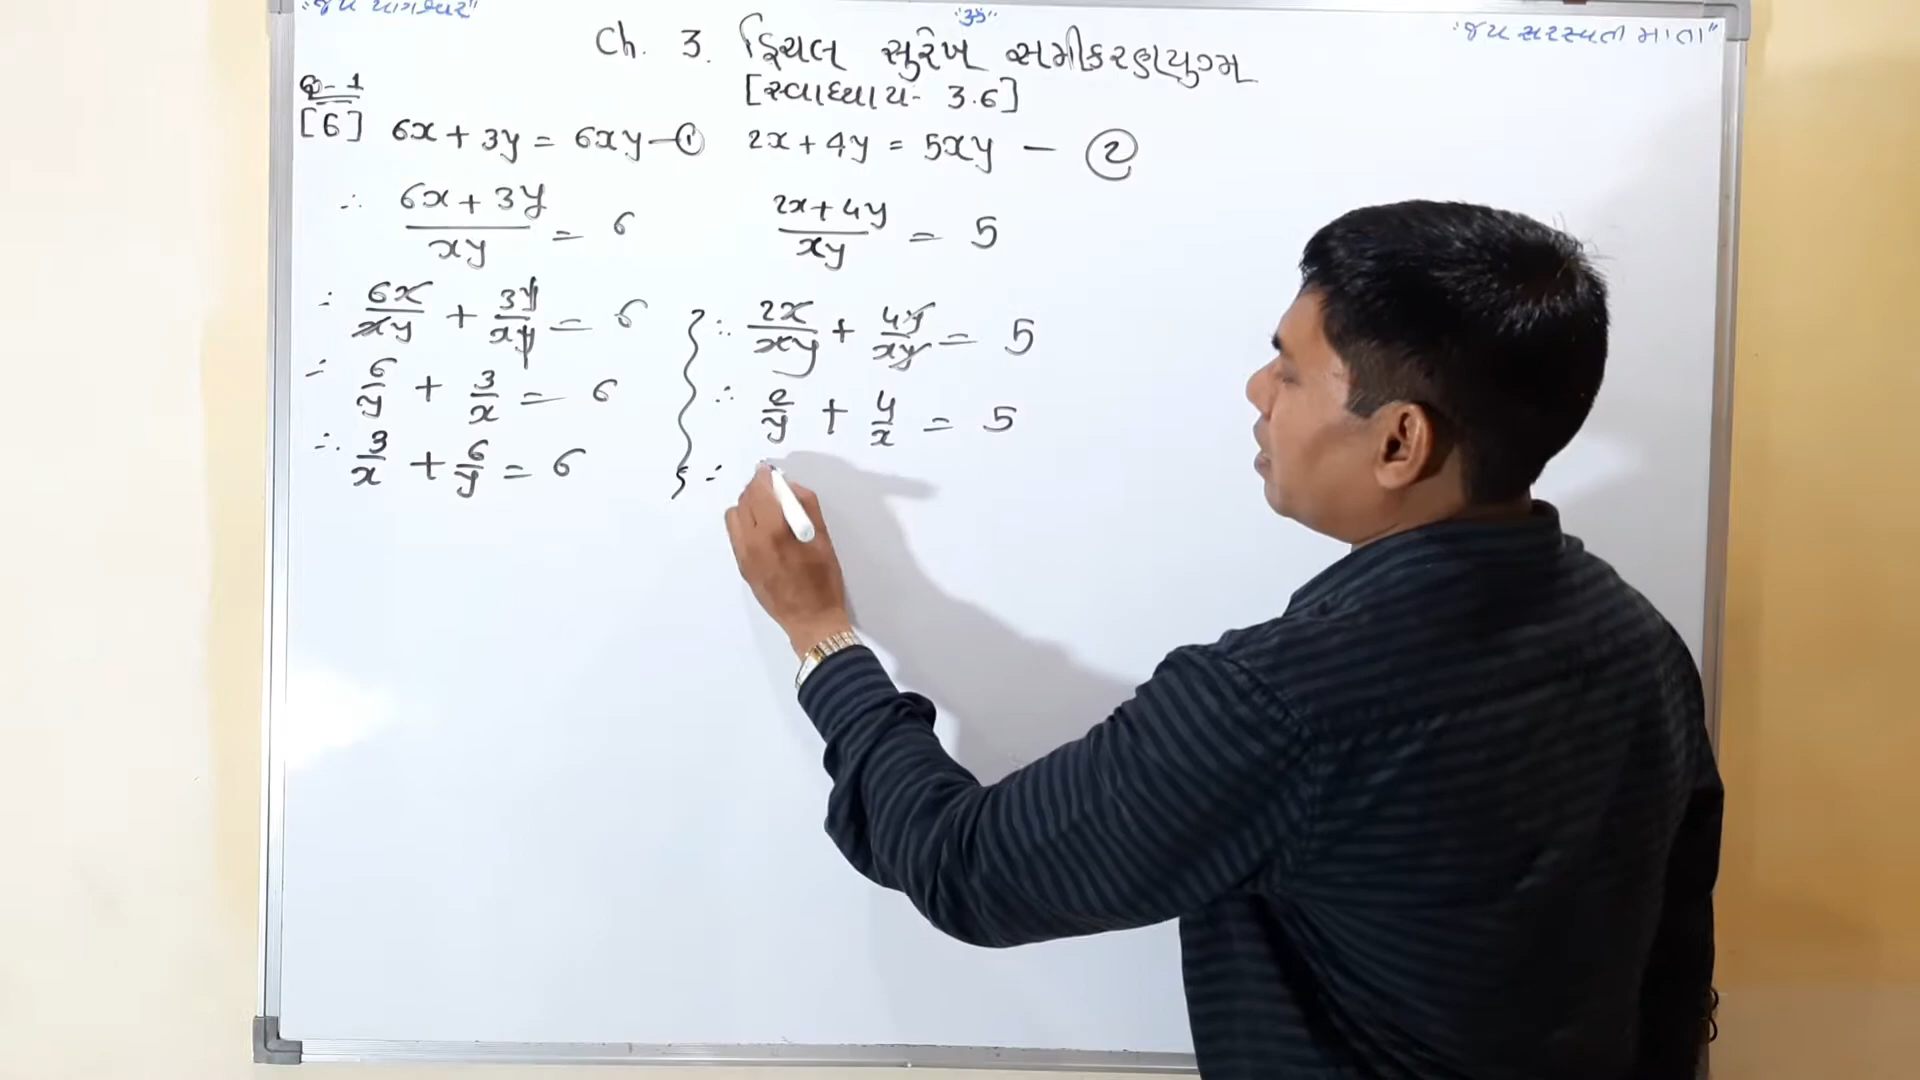 "જય યાગેશ્વર"
"ૐ"
"જય સરસ્વતી માતા"
Ch. 3. દ્વિચલ સુરેખ સમીકરણયુગ્મ
[સ્વાધ્યાય- 3.6]
Q-1
[6] 6x + 3y = 6xy —① 2x + 4y = 5xy — ②
∴ (6x + 3y)/(xy) = 6 (2x + 4y)/(xy) = 5
∴ 6x/xy + 3y/xy = 6 ∴ 2x/xy + 4y/xy = 5
∴ 6/y + 3/x = 6 ∴ 2/y + 4/x = 5
∴ 3/x + 6/y = 6 ∴